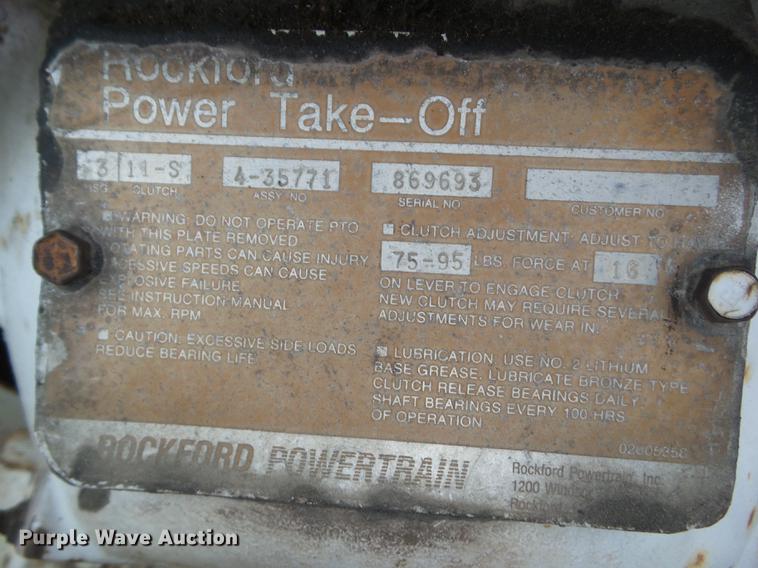 Rockford
Power Take-Off
3 11-S 4-35771 869693
HSG. CLUTCH ASSY. NO. SERIAL NO. CUSTOMER NO.
WARNING: DO NOT OPERATE PTO
WITH THIS PLATE REMOVED.
ROTATING PARTS CAN CAUSE INJURY.
EXCESSIVE SPEEDS CAN CAUSE
EXPLOSIVE FAILURE.
SEE INSTRUCTION MANUAL
FOR MAX. RPM
CAUTION: EXCESSIVE SIDE LOADS
REDUCE BEARING LIFE
CLUTCH ADJUSTMENT: ADJUST TO
75-95 LBS. FORCE AT 16
ON LEVER TO ENGAGE CLUTCH.
NEW CLUTCH MAY REQUIRE SEVERAL
ADJUSTMENTS FOR WEAR IN.
LUBRICATION, USE NO. 2 LITHIUM
BASE GREASE. LUBRICATE BRONZE TYPE
CLUTCH RELEASE BEARINGS DAILY
SHAFT BEARINGS EVERY 100 HRS
OF OPERATION.
ROCKFORD POWERTRAIN
Rockford Powertrain, Inc.
1200
Rockford
Purple Wave Auction